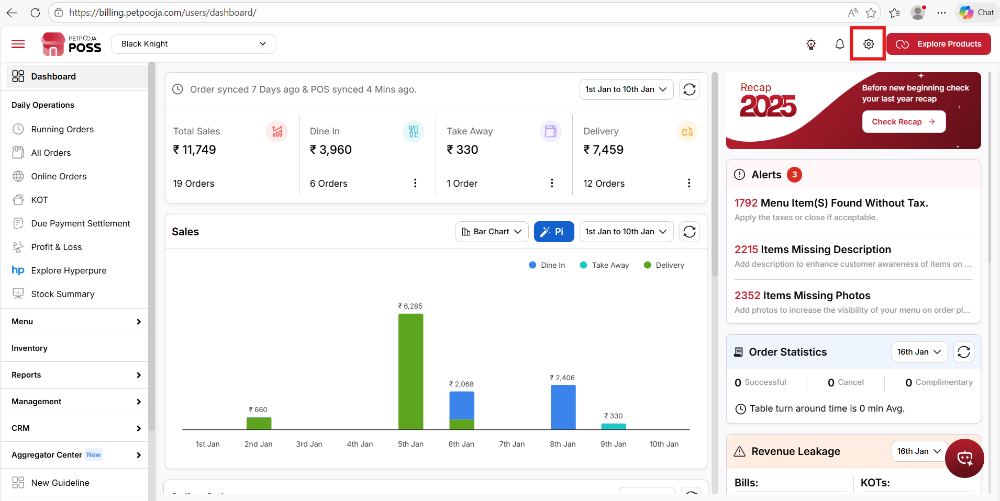 https://billing.petpooja.com/users/dashboard/
Chat
PETPOOJA
POSS
Black Knight
Explore Products
Dashboard
Daily Operations
Running Orders
All Orders
Online Orders
KOT
Due Payment Settlement
Profit & Loss
hp Explore Hyperpure
Stock Summary
Menu
Inventory
Reports
Management
CRM
Aggregator Center New
New Guideline
Order synced 7 Days ago & POS synced 4 Mins ago.
1st Jan to 10th Jan
Total Sales
₹ 11,749
19 Orders
Dine In
₹ 3,960
6 Orders
Take Away
₹ 330
1 Order
Delivery
₹ 7,459
12 Orders
Sales
Bar Chart
Pi
1st Jan to 10th Jan
Dine In
Take Away
Delivery
₹ 660
₹ 6,285
₹ 2,068
₹ 2,406
₹ 330
1st Jan
2nd Jan
3rd Jan
4th Jan
5th Jan
6th Jan
7th Jan
8th Jan
9th Jan
10th Jan
Recap
2025
Before new beginning check
your last year recap
Check Recap
Alerts 3
1792 Menu Item(S) Found Without Tax.
Apply the taxes or close if acceptable.
2215 Items Missing Description
Add description to enhance customer awareness of items on ...
2352 Items Missing Photos
Add photos to increase the visibility of your menu on order pl...
Order Statistics
16th Jan
0 Successful
0 Cancel
0 Complimentary
Table turn around time is 0 min Avg.
Revenue Leakage
16th Jan
Bills:
KOTs: